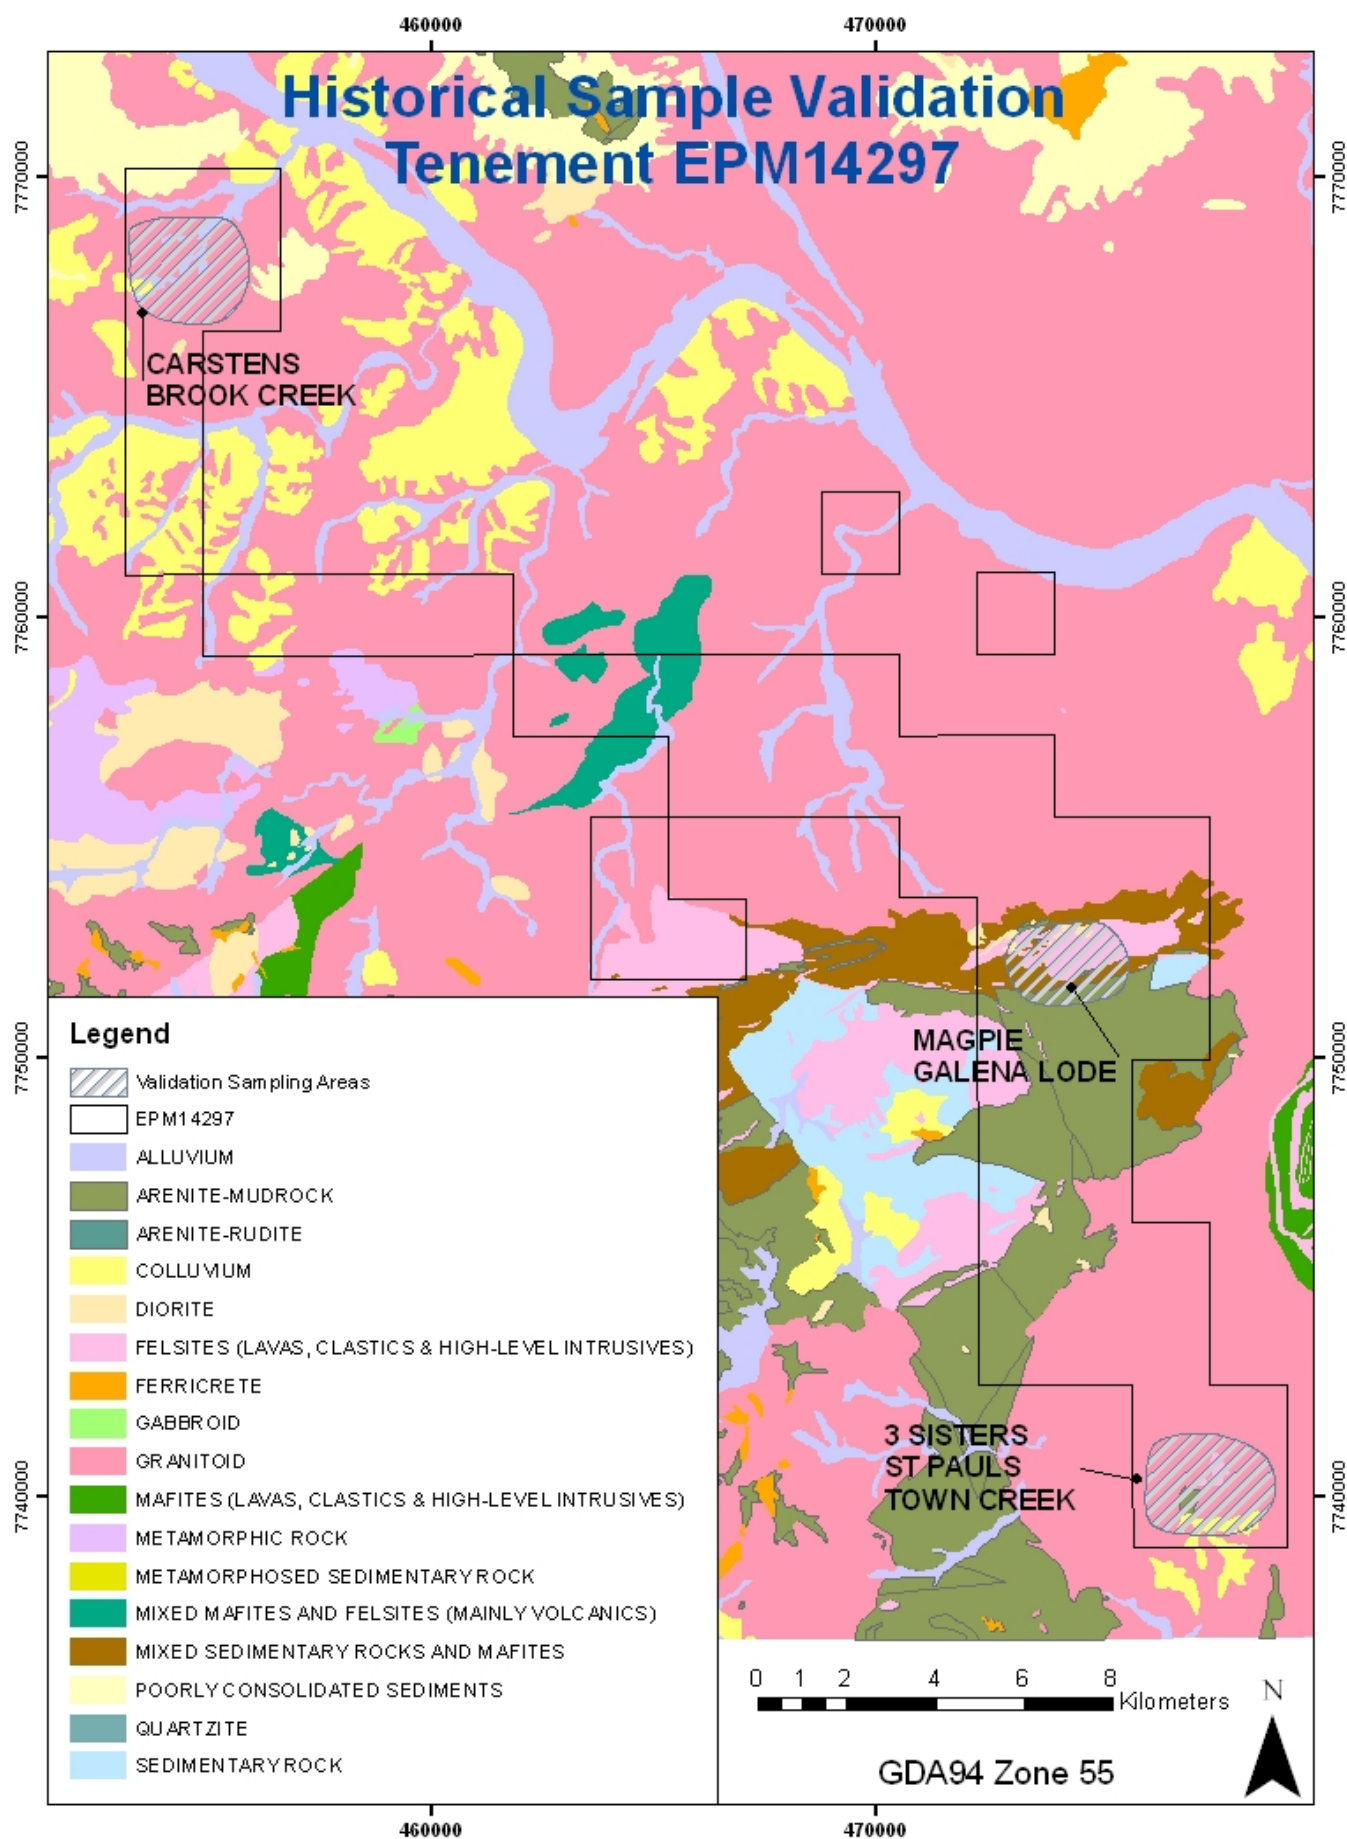 460000
470000
Historical Sample Validation
Tenement EPM14297
7770000
7770000
CARSTENS
BROOK CREEK
7760000
7760000
MAGPIE
GALENA LODE
7750000
7750000
Legend
Validation Sampling Areas
EPM14297
ALLUVIUM
ARENITE-MUDROCK
ARENITE-RUDITE
COLLUVIUM
DIORITE
FELSITES (LAVAS, CLASTICS & HIGH-LEVEL INTRUSIVES)
FERRICRETE
GABBROID
GRANITOID
MAFITES (LAVAS, CLASTICS & HIGH-LEVEL INTRUSIVES)
METAMORPHIC ROCK
METAMORPHOSED SEDIMENTARY ROCK
MIXED MAFITES AND FELSITES (MAINLY VOLCANICS)
MIXED SEDIMENTARY ROCKS AND MAFITES
POORLY CONSOLIDATED SEDIMENTS
QUARTZITE
SEDIMENTARY ROCK
3 SISTERS
ST PAULS
TOWN CREEK
7740000
7740000
0 1 2 4 6 8
Kilometers
N
GDA94 Zone 55
460000
470000